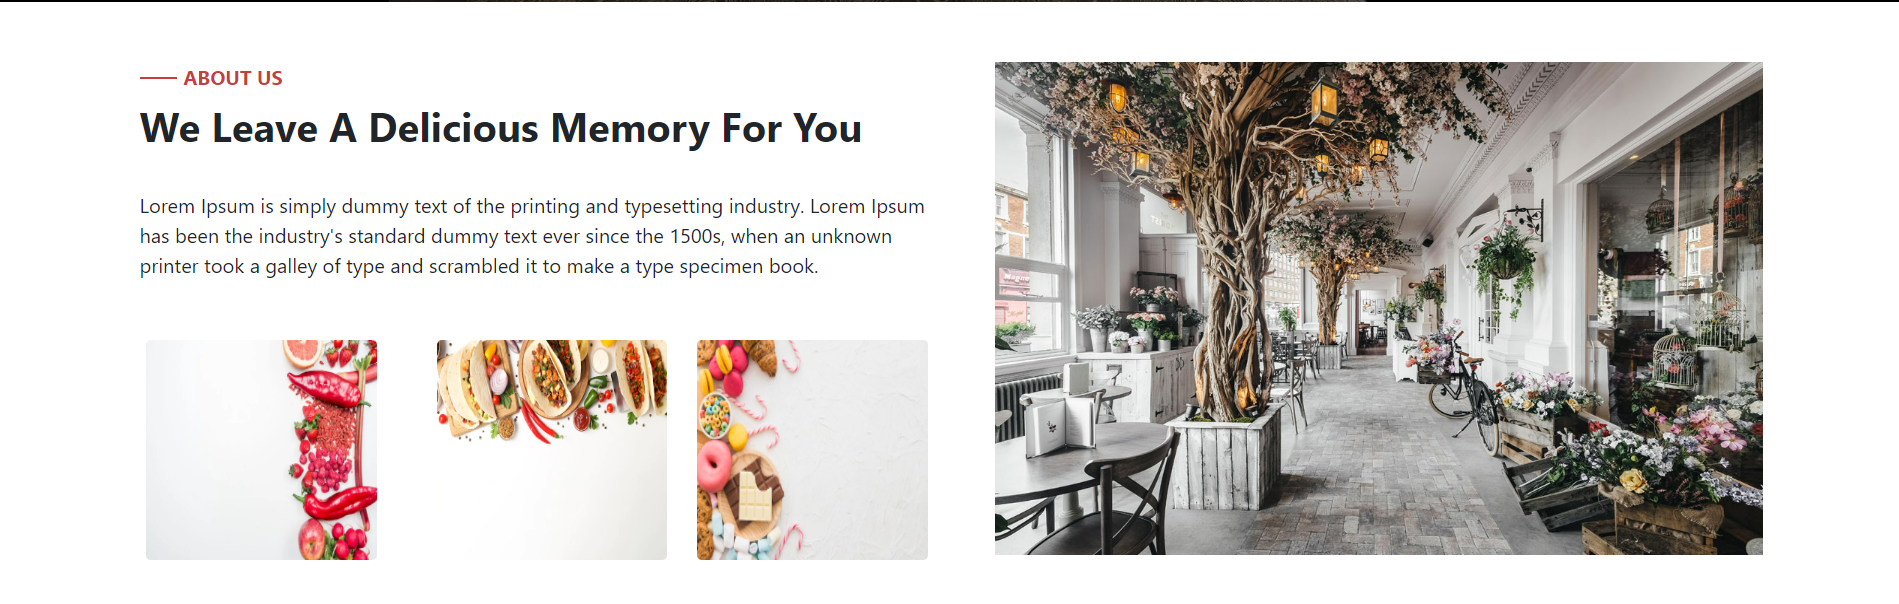 ABOUT US
We Leave A Delicious Memory For You
Lorem Ipsum is simply dummy text of the printing and typesetting industry. Lorem Ipsum
has been the industry's standard dummy text ever since the 1500s, when an unknown
printer took a galley of type and scrambled it to make a type specimen book.